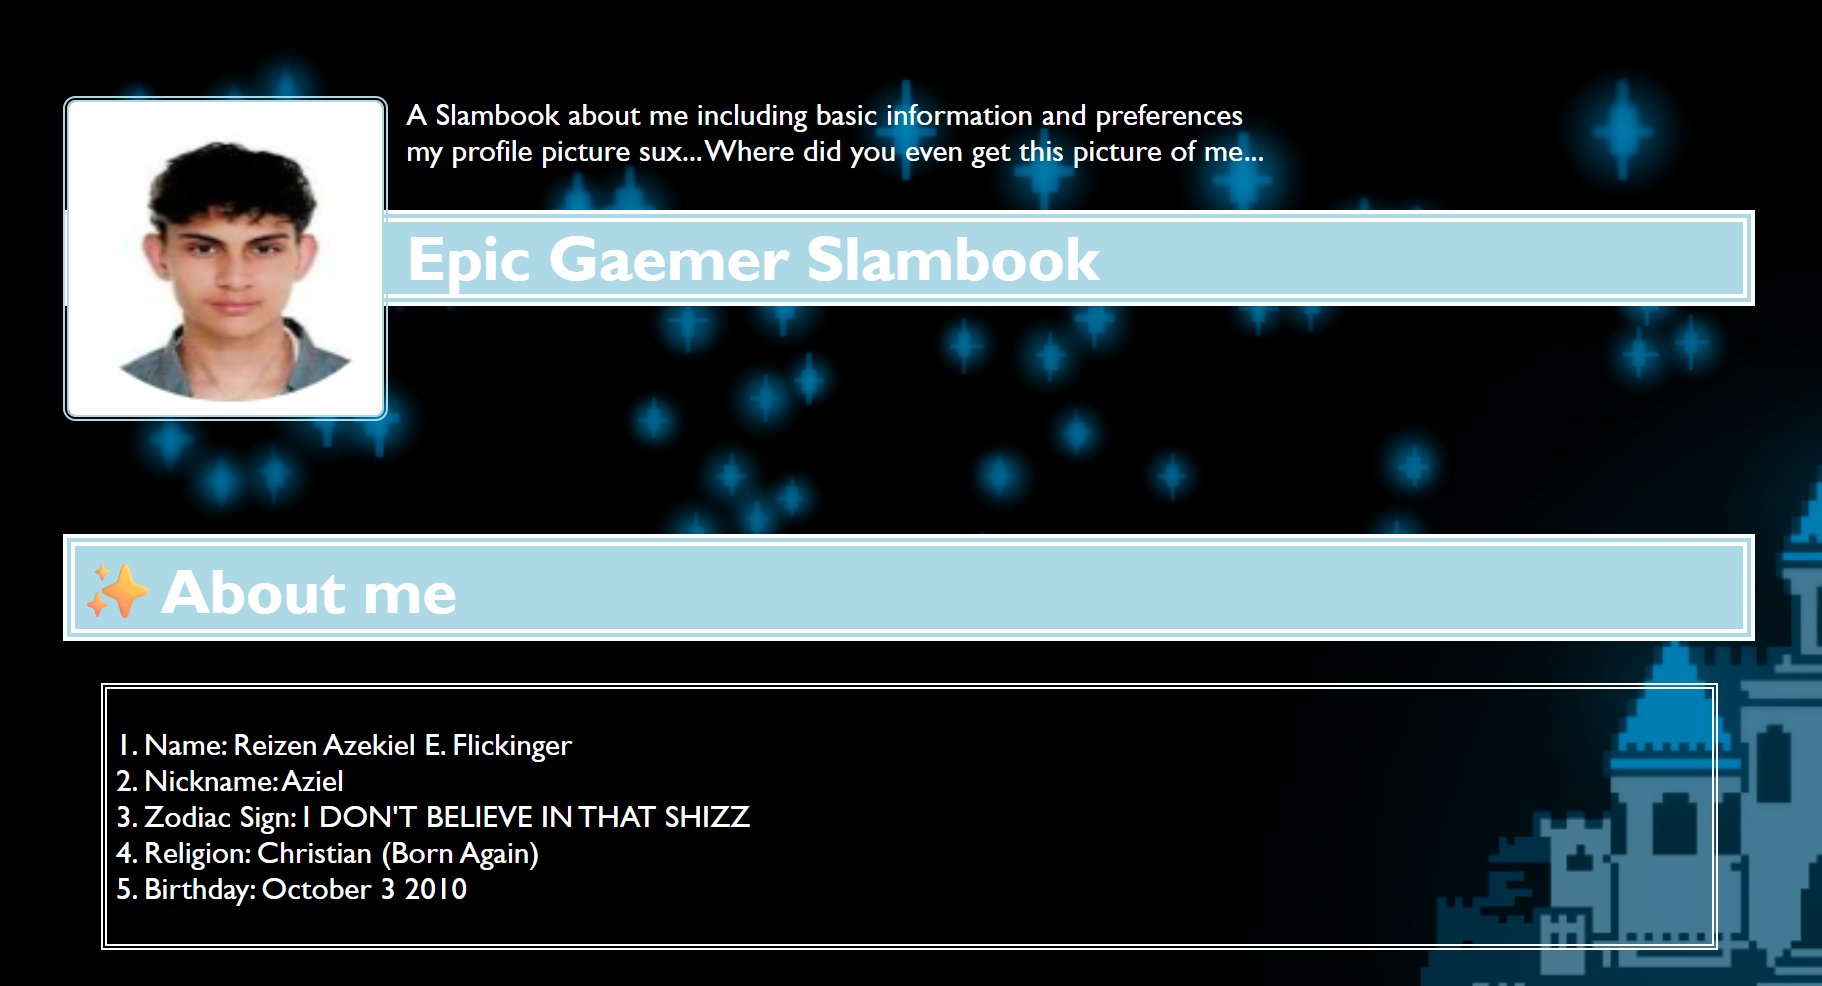 A Slambook about me including basic information and preferences
my profile picture sux...Where did you even get this picture of me...
Epic Gaemer Slambook
✨ About me
1. Name: Reizen Azekiel E. Flickinger
2. Nickname: Aziel
3. Zodiac Sign: I DON'T BELIEVE IN THAT SHIZZ
4. Religion: Christian (Born Again)
5. Birthday: October 3 2010